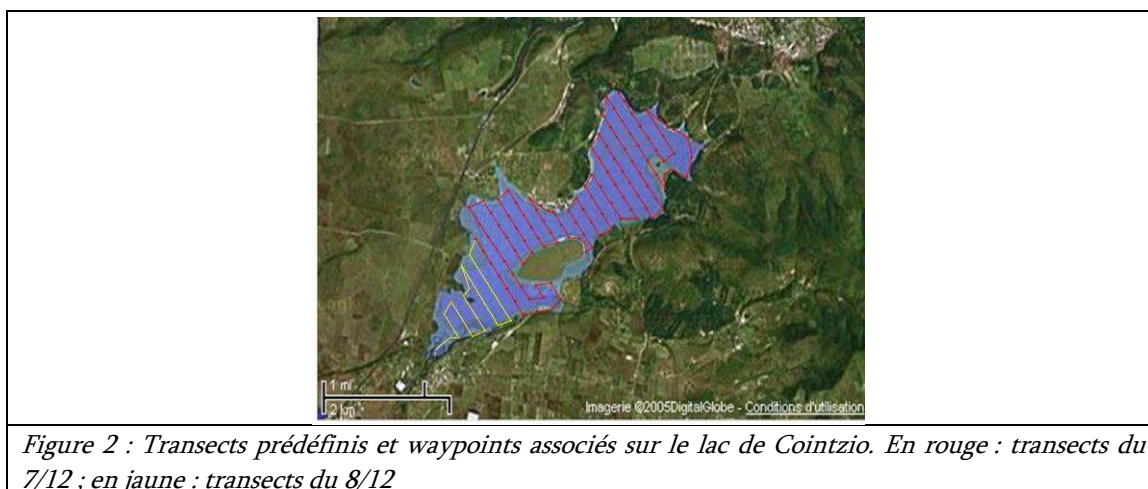 1 mi
2 km
Imagerie ©2005DigitalGlobe - Conditions d'utilisation
Figure 2 : Transects prédéfinis et waypoints associés sur le lac de Cointzio. En rouge : transects du
7/12 ; en jaune : transects du 8/12